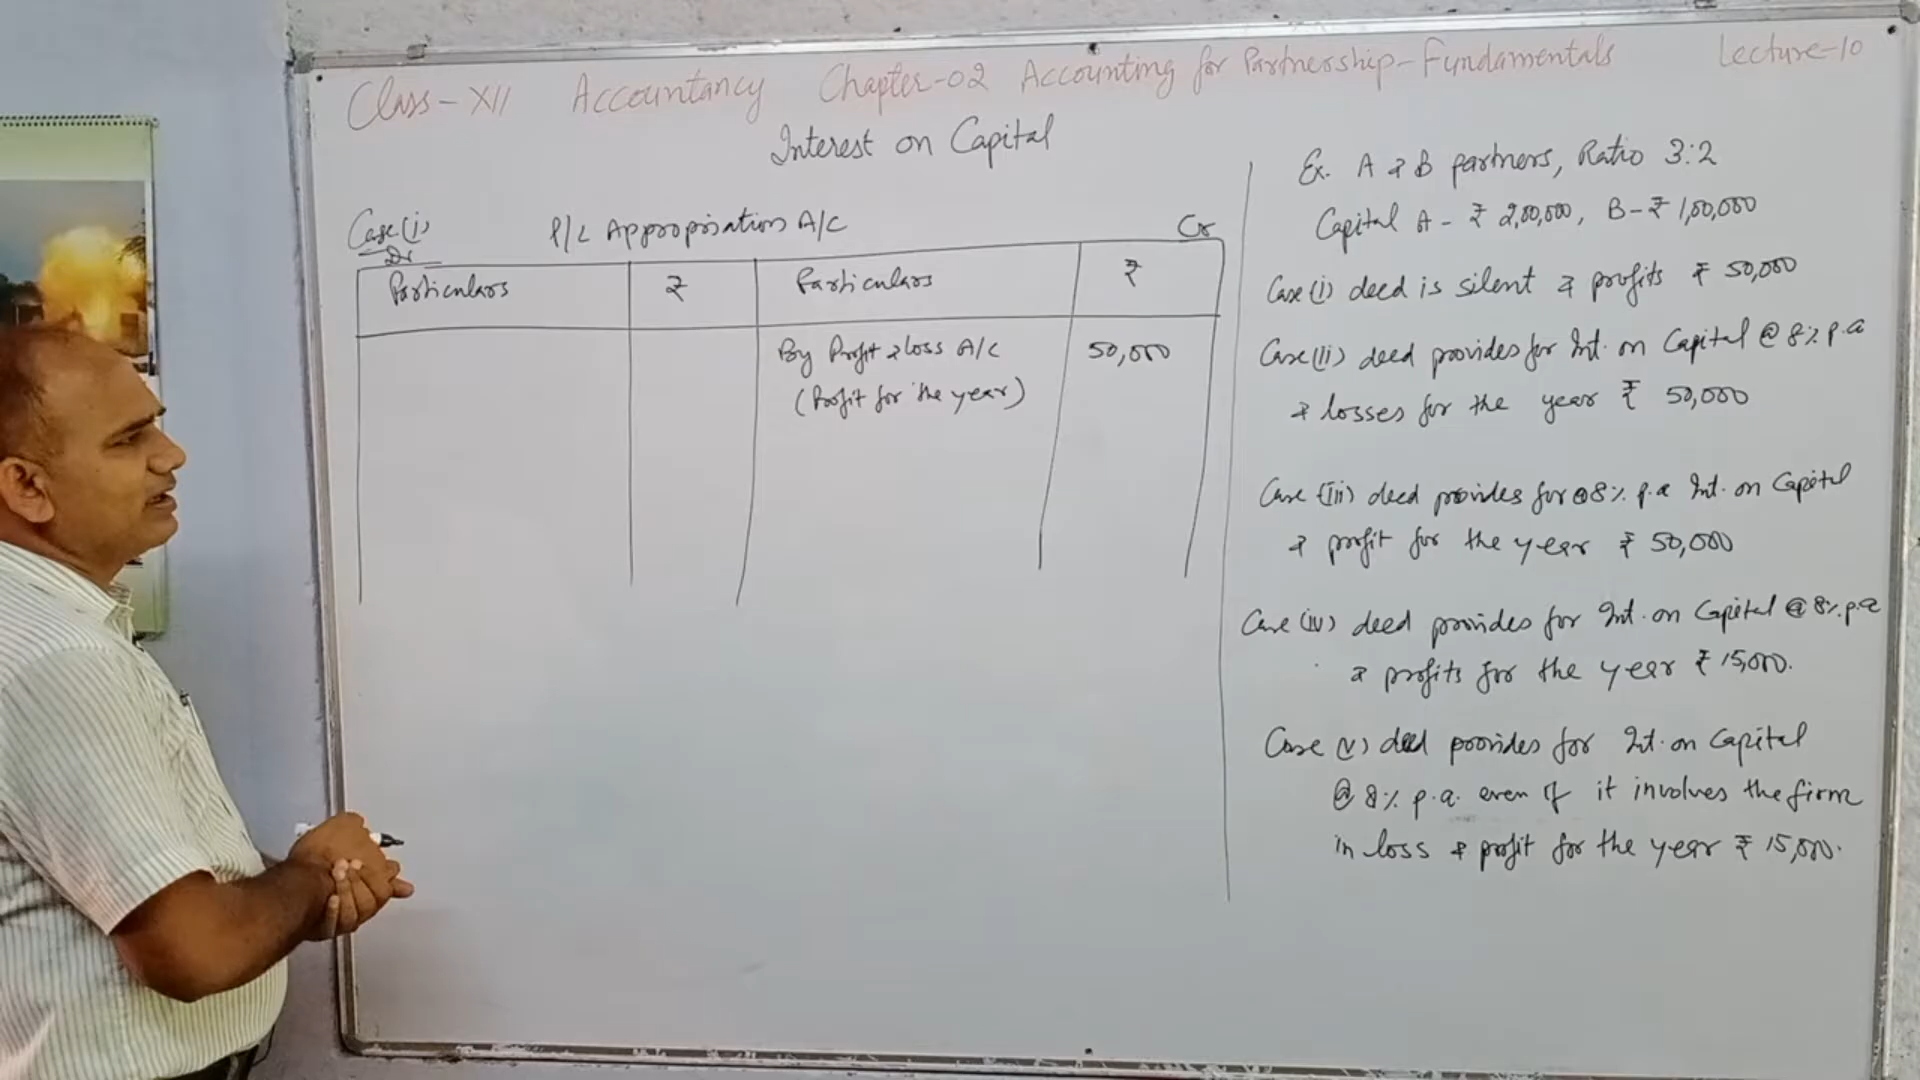 Class-XII Accountancy Chapter-02 Accounting for Partnership-Fundamentals Lecture-10
Interest on Capital
Case(i)
P/L Appropriation A/C
Dr
Cr
Particulars ₹ Particulars ₹
By Profit & loss A/C 50,000
(Profit for the year)
Ex. A & B partners, Ratio 3:2
Capital A - ₹ 2,00,000, B - ₹ 1,00,000
Case(i) deed is silent & profits ₹ 50,000
Case(ii) deed provides for Int. on Capital @ 8% p.a
& losses for the year ₹ 50,000
Case (iii) deed provides for @8% p.a Int. on Capital
& profit for the year ₹ 50,000
Case (iv) deed provides for Int. on Capital @ 8% p.a
& profits for the year ₹ 15,000.
Case (v) deed provides for Int. on Capital
@ 8% p.a. even if it involves the firm
in loss & profit for the year ₹ 15,000.